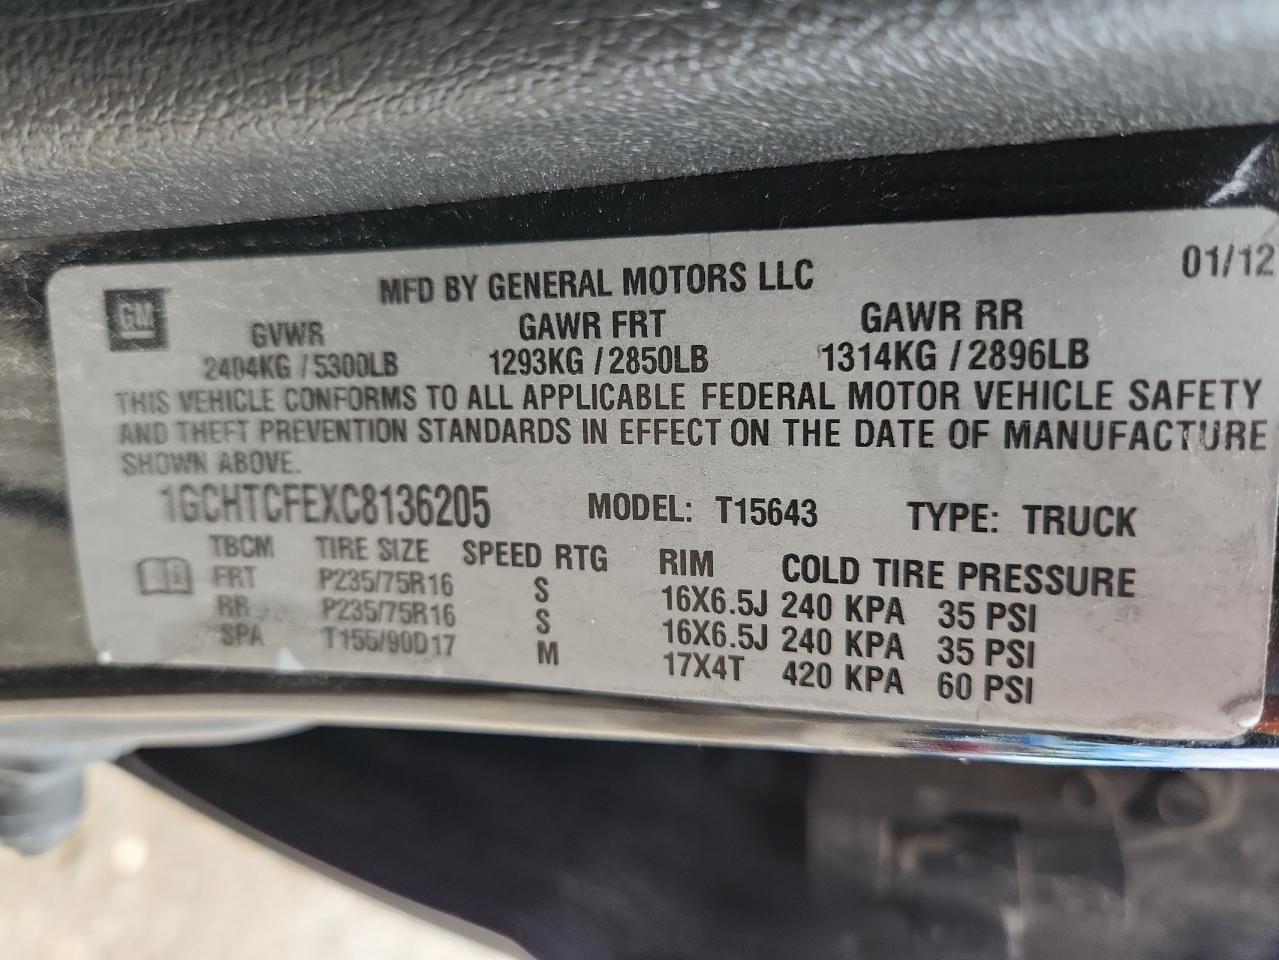 MFD BY GENERAL MOTORS LLC 01/12
GM
GVWR GAWR FRT GAWR RR
2404KG / 5300LB 1293KG / 2850LB 1314KG / 2896LB
THIS VEHICLE CONFORMS TO ALL APPLICABLE FEDERAL MOTOR VEHICLE SAFETY
AND THEFT PREVENTION STANDARDS IN EFFECT ON THE DATE OF MANUFACTURE
SHOWN ABOVE.
1GCHTCFEXC8136205 MODEL: T15643 TYPE: TRUCK
TBCM TIRE SIZE SPEED RTG RIM COLD TIRE PRESSURE
FRT P235/75R16 S 16X6.5J 240 KPA 35 PSI
RR P235/75R16 S 16X6.5J 240 KPA 35 PSI
SPA T155/90D17 M 17X4T 420 KPA 60 PSI